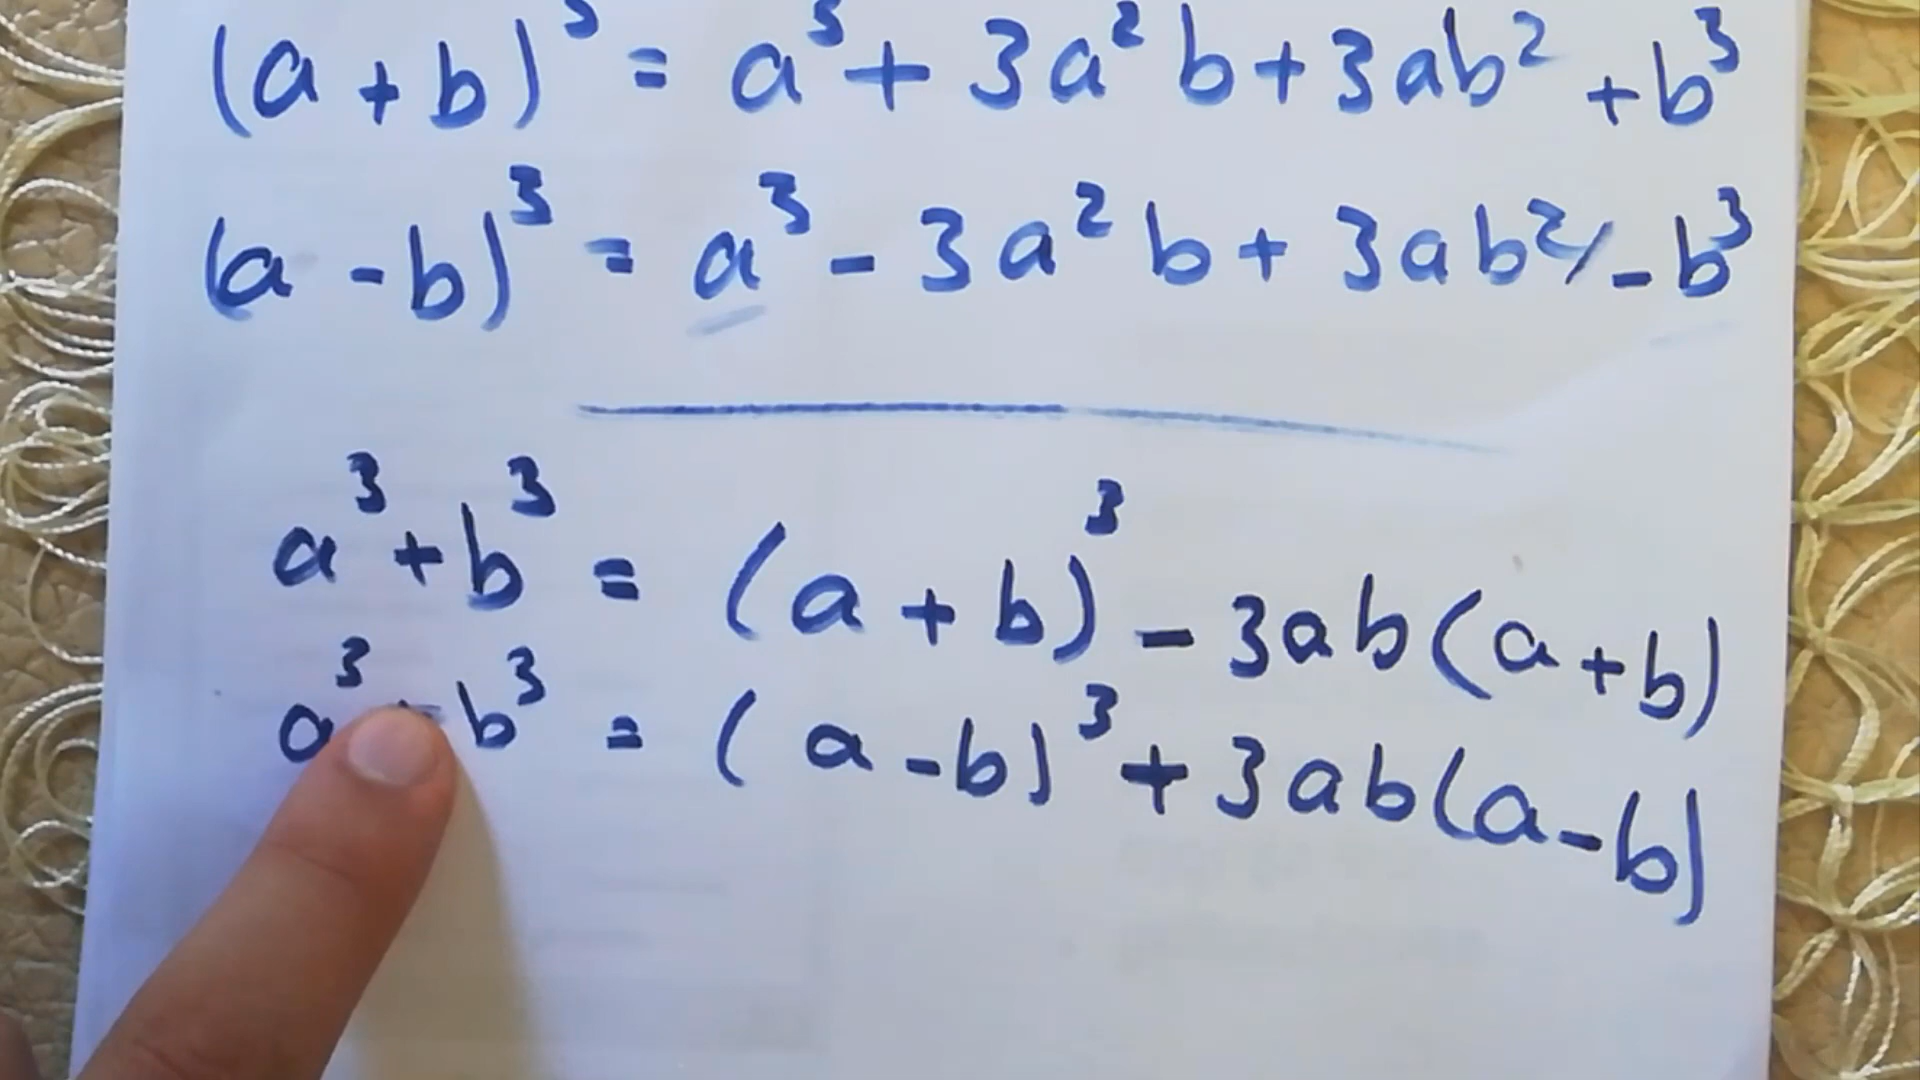 (a + b)³ = a³ + 3a²b + 3ab² + b³
(a - b)³ = a³ - 3a²b + 3ab² - b³
a³ + b³ = (a + b)³ - 3ab(a + b)
a³ - b³ = (a - b)³ + 3ab(a - b)